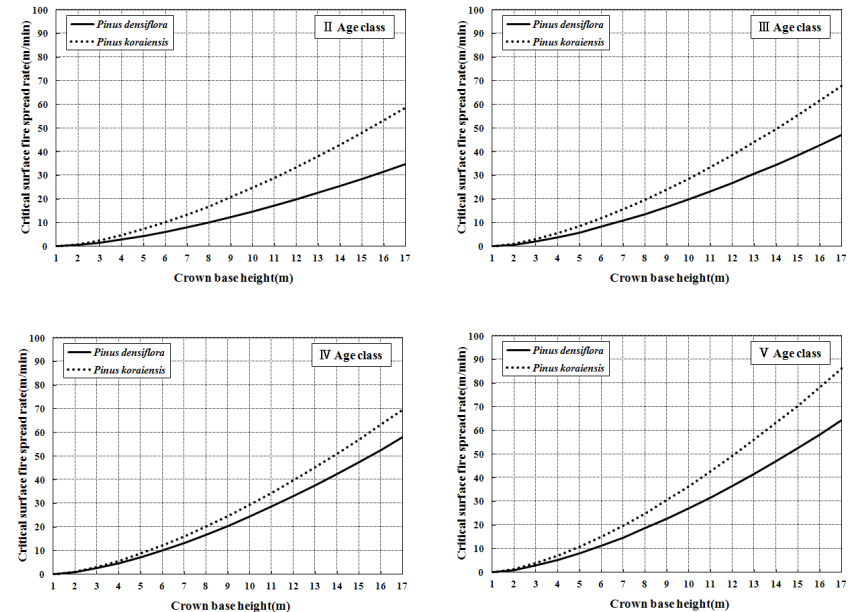 Critical surface fire spread rate(m/min)
100
90
80
70
60
50
40
30
20
10
0
Pinus densiflora
Pinus koraiensis
Ⅱ Age class
1 2 3 4 5 6 7 8 9 10 11 12 13 14 15 16 17
Crown base height(m)
Critical surface fire spread rate(m/min)
100
90
80
70
60
50
40
30
20
10
0
Pinus densiflora
Pinus koraiensis
Ⅲ Age class
1 2 3 4 5 6 7 8 9 10 11 12 13 14 15 16 17
Crown base height(m)
Critical surface fire spread rate(m/min)
100
90
80
70
60
50
40
30
20
10
0
Pinus densiflora
Pinus koraiensis
Ⅳ Age class
1 2 3 4 5 6 7 8 9 10 11 12 13 14 15 16 17
Crown base height(m)
Critical surface fire spread rate(m/min)
100
90
80
70
60
50
40
30
20
10
0
Pinus densiflora
Pinus koraiensis
Ⅴ Age class
1 2 3 4 5 6 7 8 9 10 11 12 13 14 15 16 17
Crown base height(m)